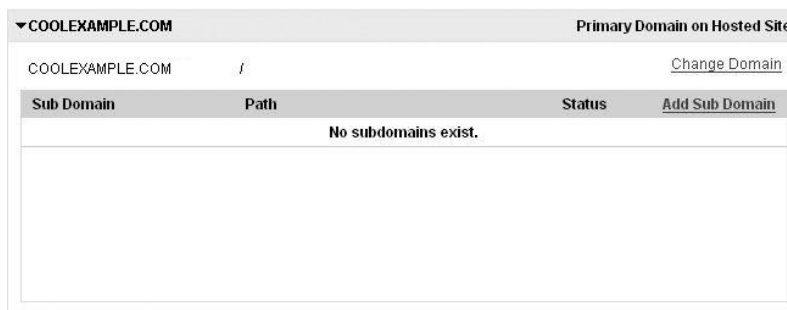 COOLEXAMPLE.COM Primary Domain on Hosted Site
COOLEXAMPLE.COM / Change Domain
Sub Domain Path Status Add Sub Domain
No subdomains exist.